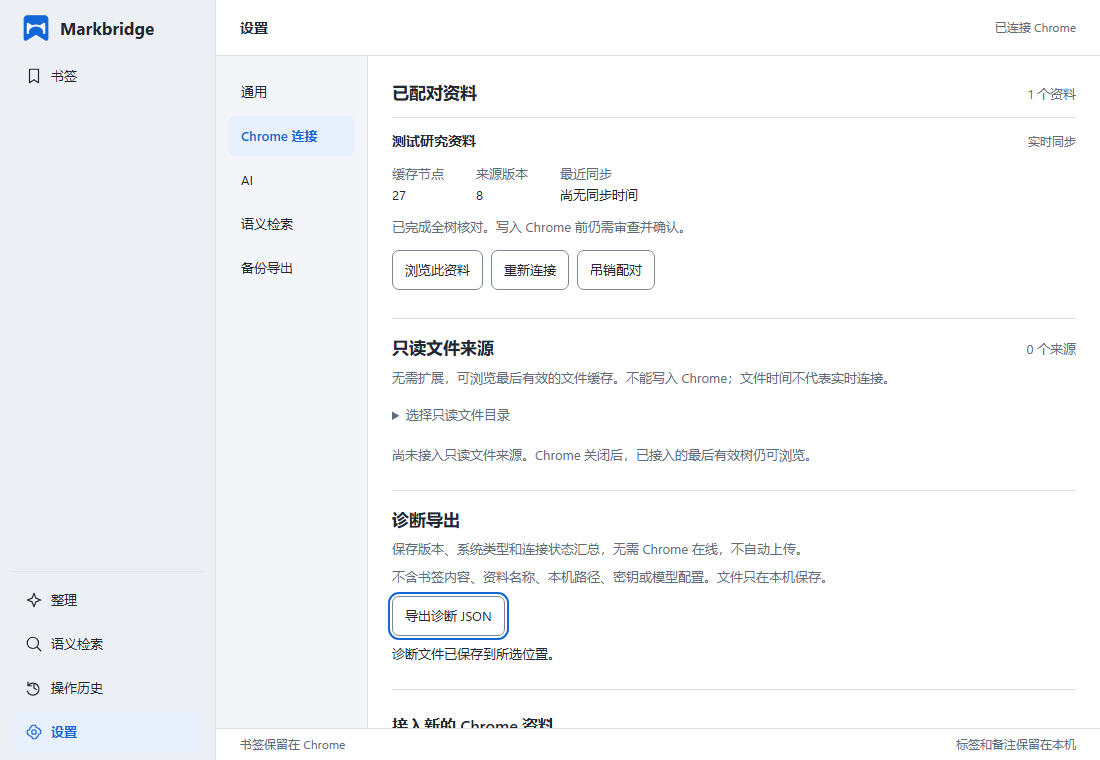 Markbridge
书签
整理
语义检索
操作历史
设置
设置
已连接 Chrome
通用
Chrome 连接
AI
语义检索
备份导出
已配对资料
1 个资料
测试研究资料
实时同步
缓存节点 来源版本 最近同步
27 8 尚无同步时间
已完成全树核对。写入 Chrome 前仍需审查并确认。
浏览此资料 重新连接 吊销配对
只读文件来源
0 个来源
无需扩展，可浏览最后有效的文件缓存。不能写入 Chrome；文件时间不代表实时连接。
选择只读文件目录
尚未接入只读文件来源。Chrome 关闭后，已接入的最后有效树仍可浏览。
诊断导出
保存版本、系统类型和连接状态汇总，无需 Chrome 在线，不自动上传。
不含书签内容、资料名称、本机路径、密钥或模型配置。文件只在本机保存。
导出诊断 JSON
诊断文件已保存到所选位置。
接入新的 Chrome 资料
书签保留在 Chrome
标签和备注保留在本机